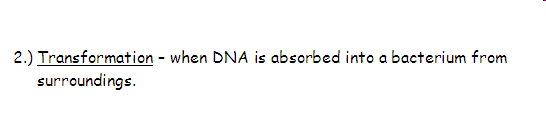 2.) Transformation - when DNA is absorbed into a bacterium from
surroundings.